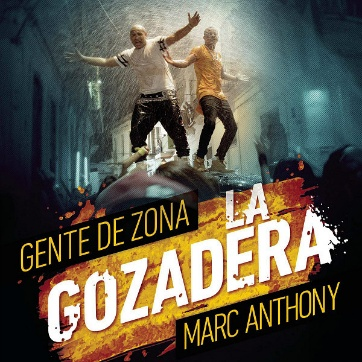 GENTE DE ZONA
LA
GOZADERA
MARC ANTHONY